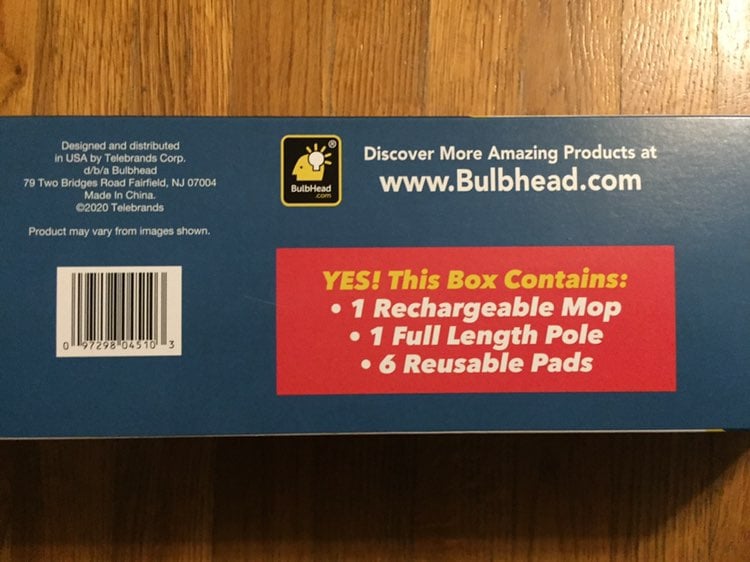 Designed and distributed
in USA by Telebrands Corp.
d/b/a Bulbhead
79 Two Bridges Road Fairfield, NJ 07004
Made In China.
©2020 Telebrands
Product may vary from images shown.
0 97298 04510 3
®
BulbHead
.com
Discover More Amazing Products at
www.Bulbhead.com
YES! This Box Contains:
• 1 Rechargeable Mop
• 1 Full Length Pole
• 6 Reusable Pads